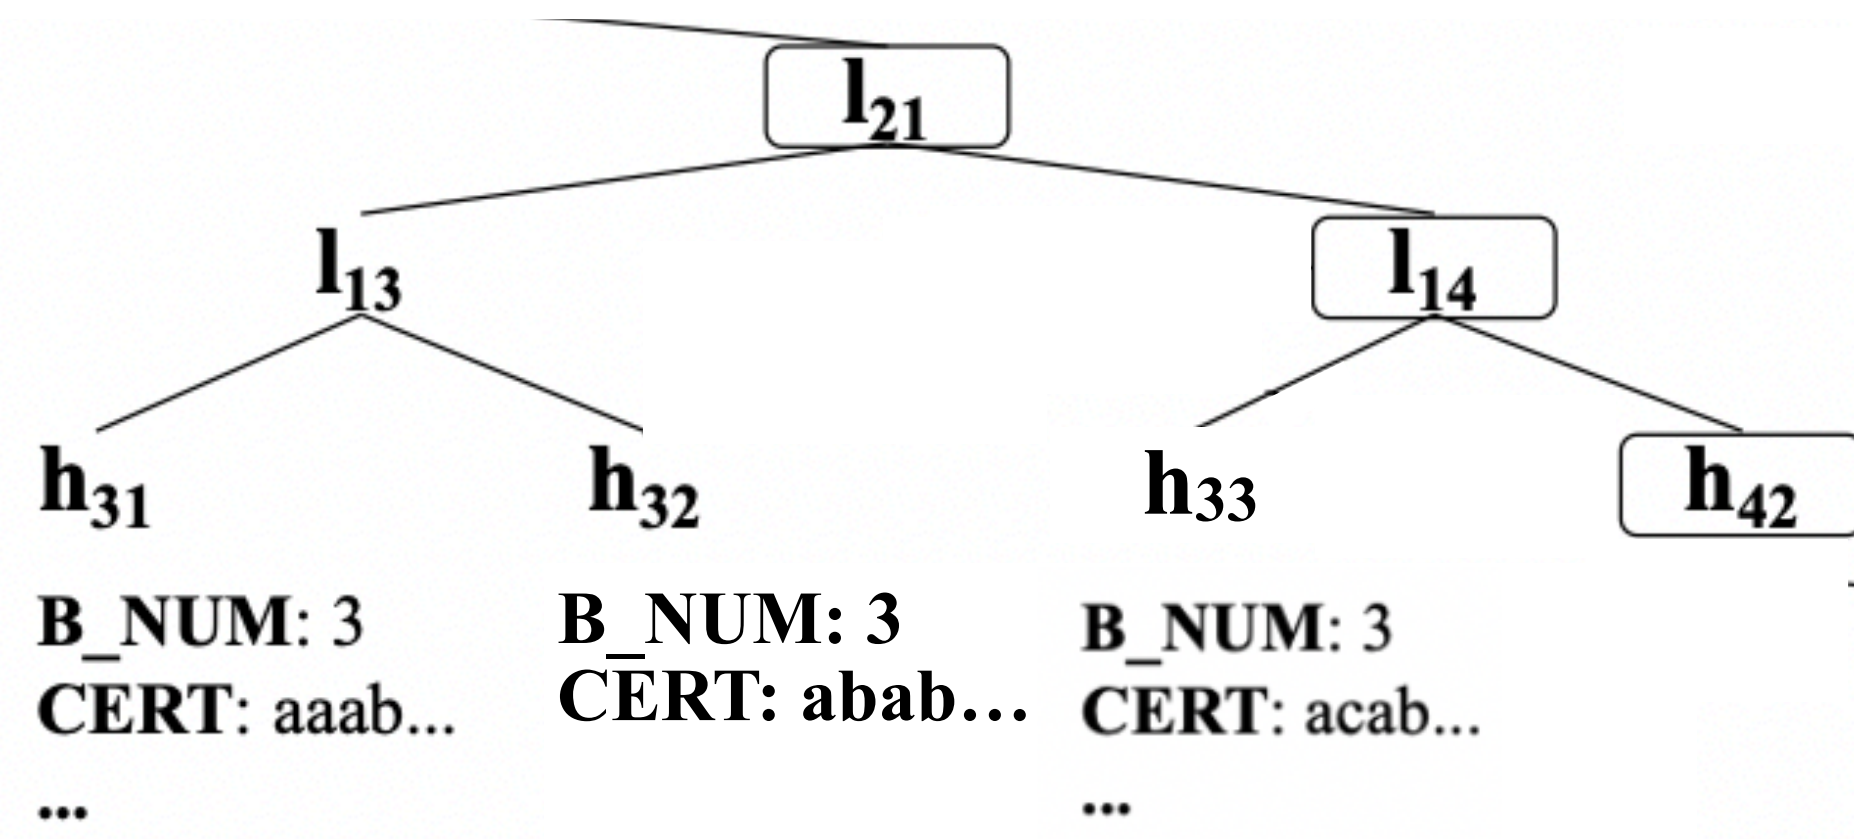 l21
l13
l14
h31
h32
h33
h42
B_NUM: 3
CERT: aaab...
...
B_NUM: 3
CERT: abab...
B_NUM: 3
CERT: acab...
...